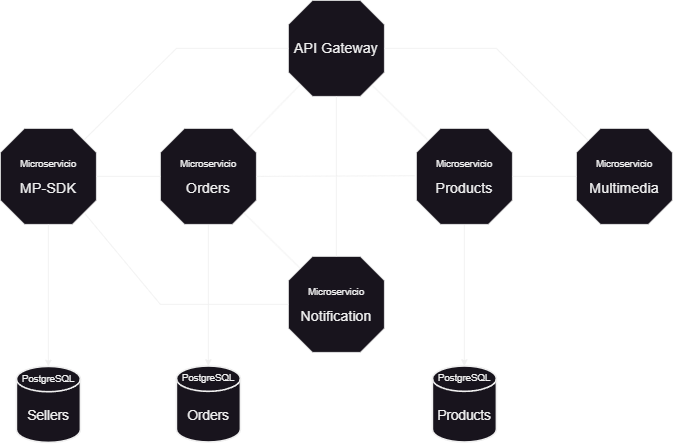 API Gateway
Microservicio
MP-SDK
Microservicio
Orders
Microservicio
Products
Microservicio
Multimedia
Microservicio
Notification
PostgreSQL
Sellers
PostgreSQL
Orders
PostgreSQL
Products